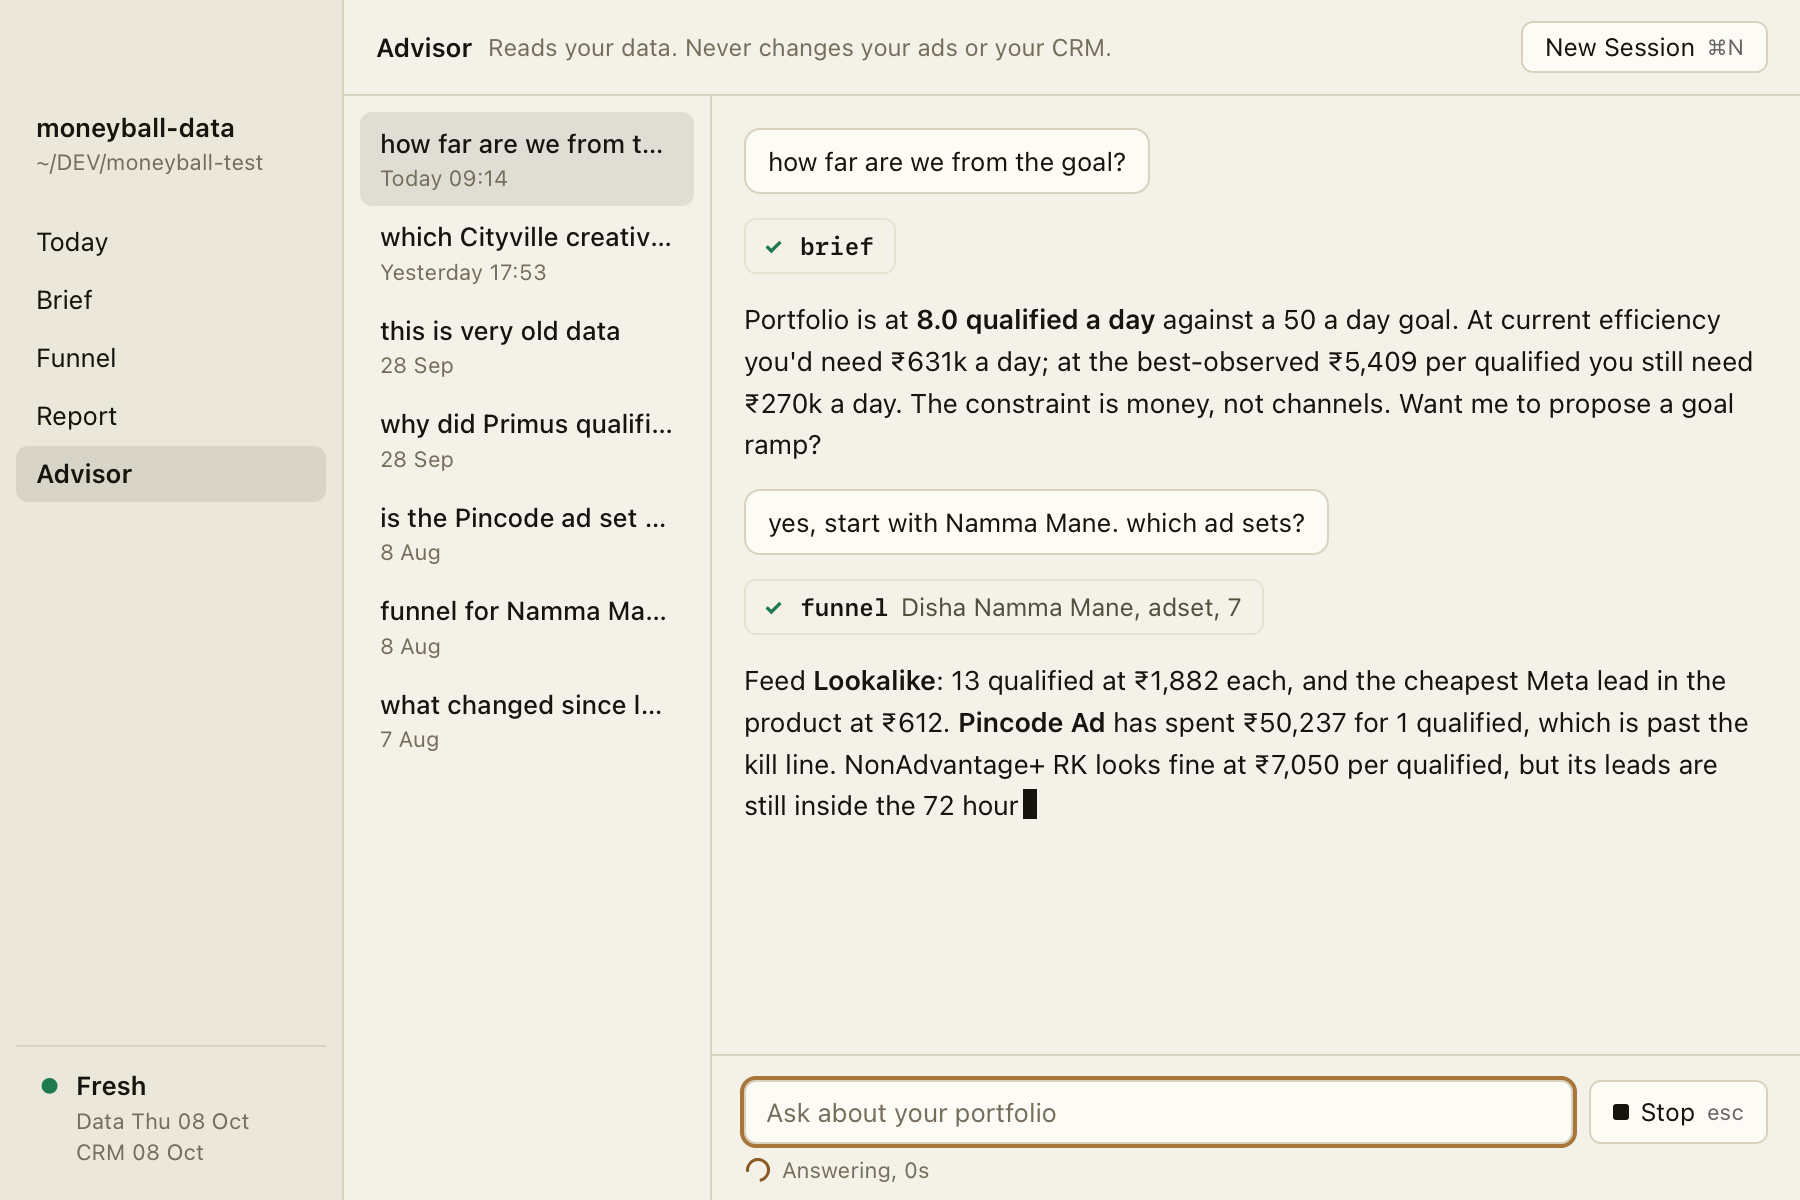 moneyball-data
~/DEV/moneyball-test
Today
Brief
Funnel
Report
Advisor
Fresh
Data Thu 08 Oct
CRM 08 Oct
Advisor Reads your data. Never changes your ads or your CRM.
New Session ⌘N
how far are we from t...
Today 09:14
which Cityville creativ...
Yesterday 17:53
this is very old data
28 Sep
why did Primus qualifi...
28 Sep
is the Pincode ad set ...
8 Aug
funnel for Namma Ma...
8 Aug
what changed since l...
7 Aug
how far are we from the goal?
✓ brief
Portfolio is at 8.0 qualified a day against a 50 a day goal. At current efficiency
you'd need ₹631k a day; at the best-observed ₹5,409 per qualified you still need
₹270k a day. The constraint is money, not channels. Want me to propose a goal
ramp?
yes, start with Namma Mane. which ad sets?
✓ funnel Disha Namma Mane, adset, 7
Feed Lookalike: 13 qualified at ₹1,882 each, and the cheapest Meta lead in the
product at ₹612. Pincode Ad has spent ₹50,237 for 1 qualified, which is past the
kill line. NonAdvantage+ RK looks fine at ₹7,050 per qualified, but its leads are
still inside the 72 hour
Ask about your portfolio
Stop esc
Answering, 0s